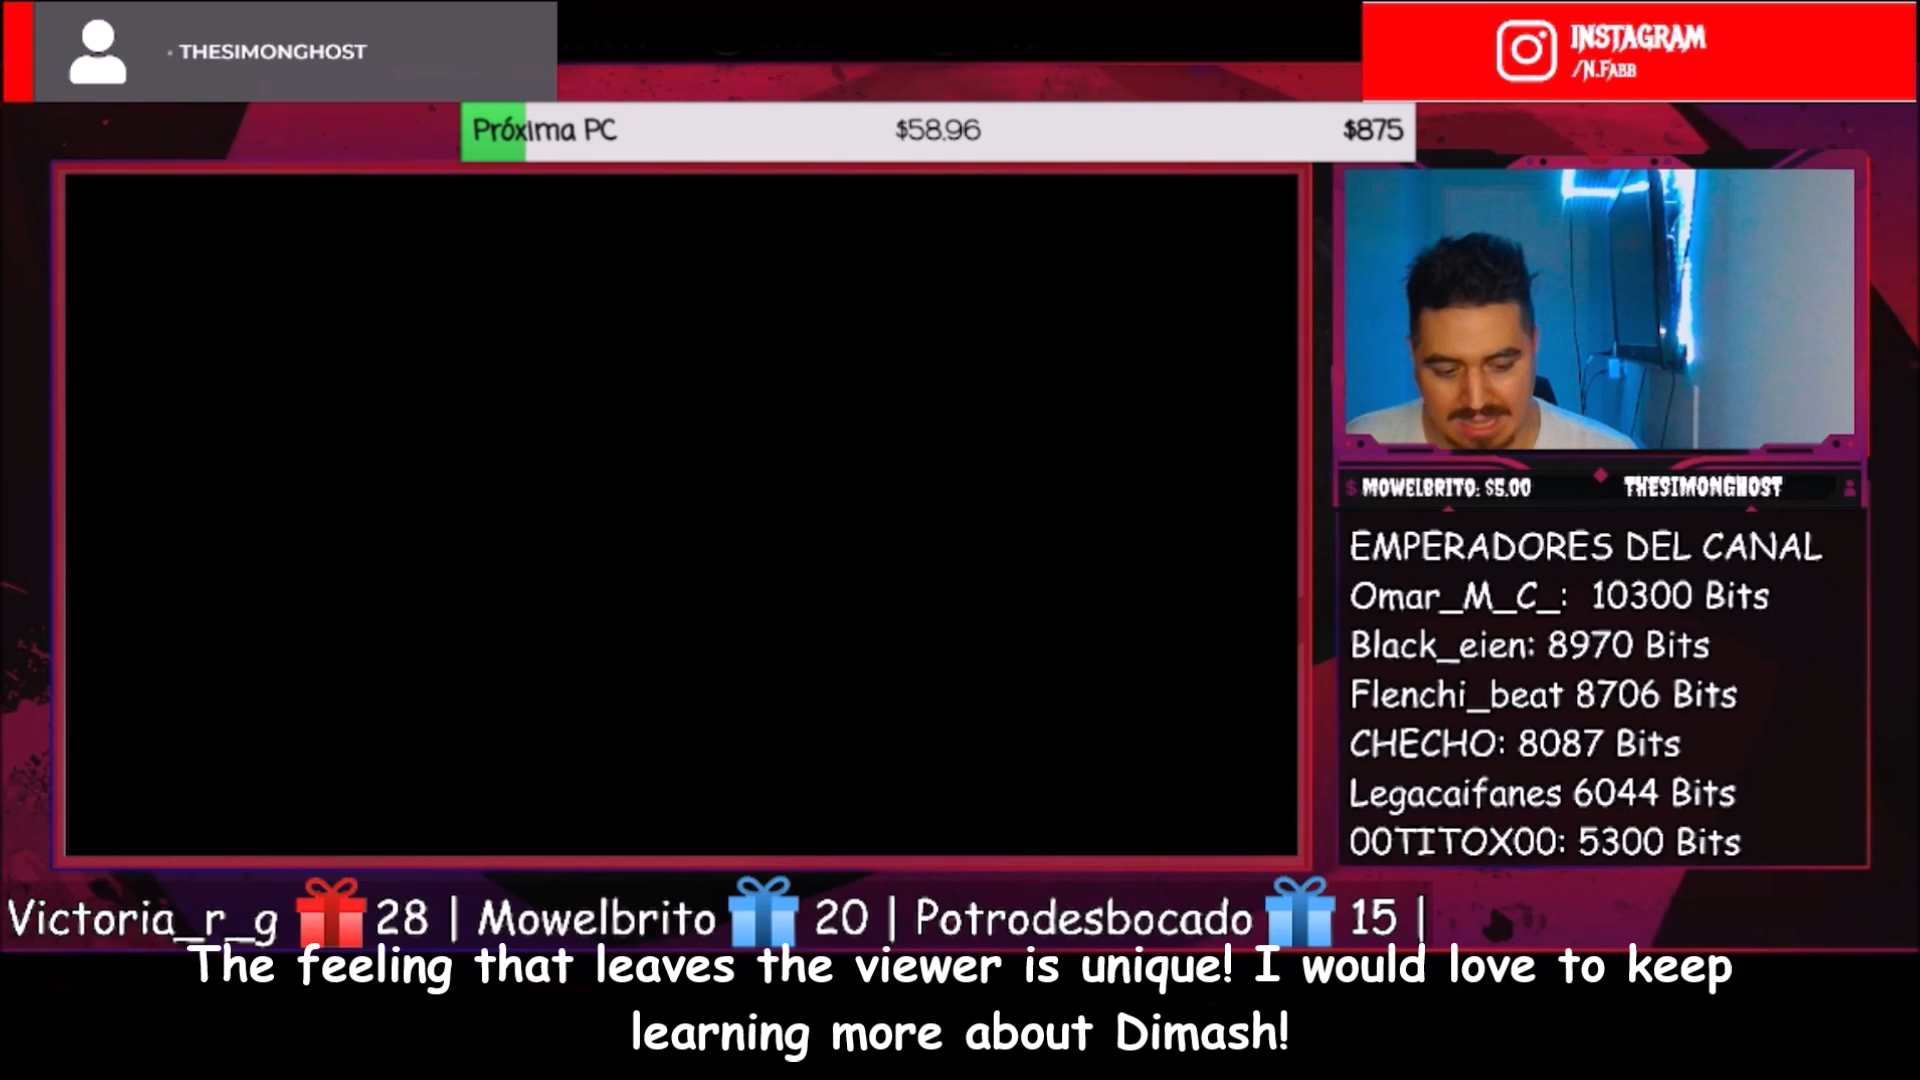 • THESIMONGHOST
INSTAGRAM
/N.FABB
Próxima PC $58.96 $875
$ MOWELBRITO: $5.00 THESIMONGHOST
EMPERADORES DEL CANAL
Omar_M_C_: 10300 Bits
Black_eien: 8970 Bits
Flenchi_beat 8706 Bits
CHECHO: 8087 Bits
Legacaifanes 6044 Bits
00TITOX00: 5300 Bits
Victoria_r_g 28 | Mowelbrito 20 | Potrodesbocado 15 |
The feeling that leaves the viewer is unique! I would love to keep
learning more about Dimash!